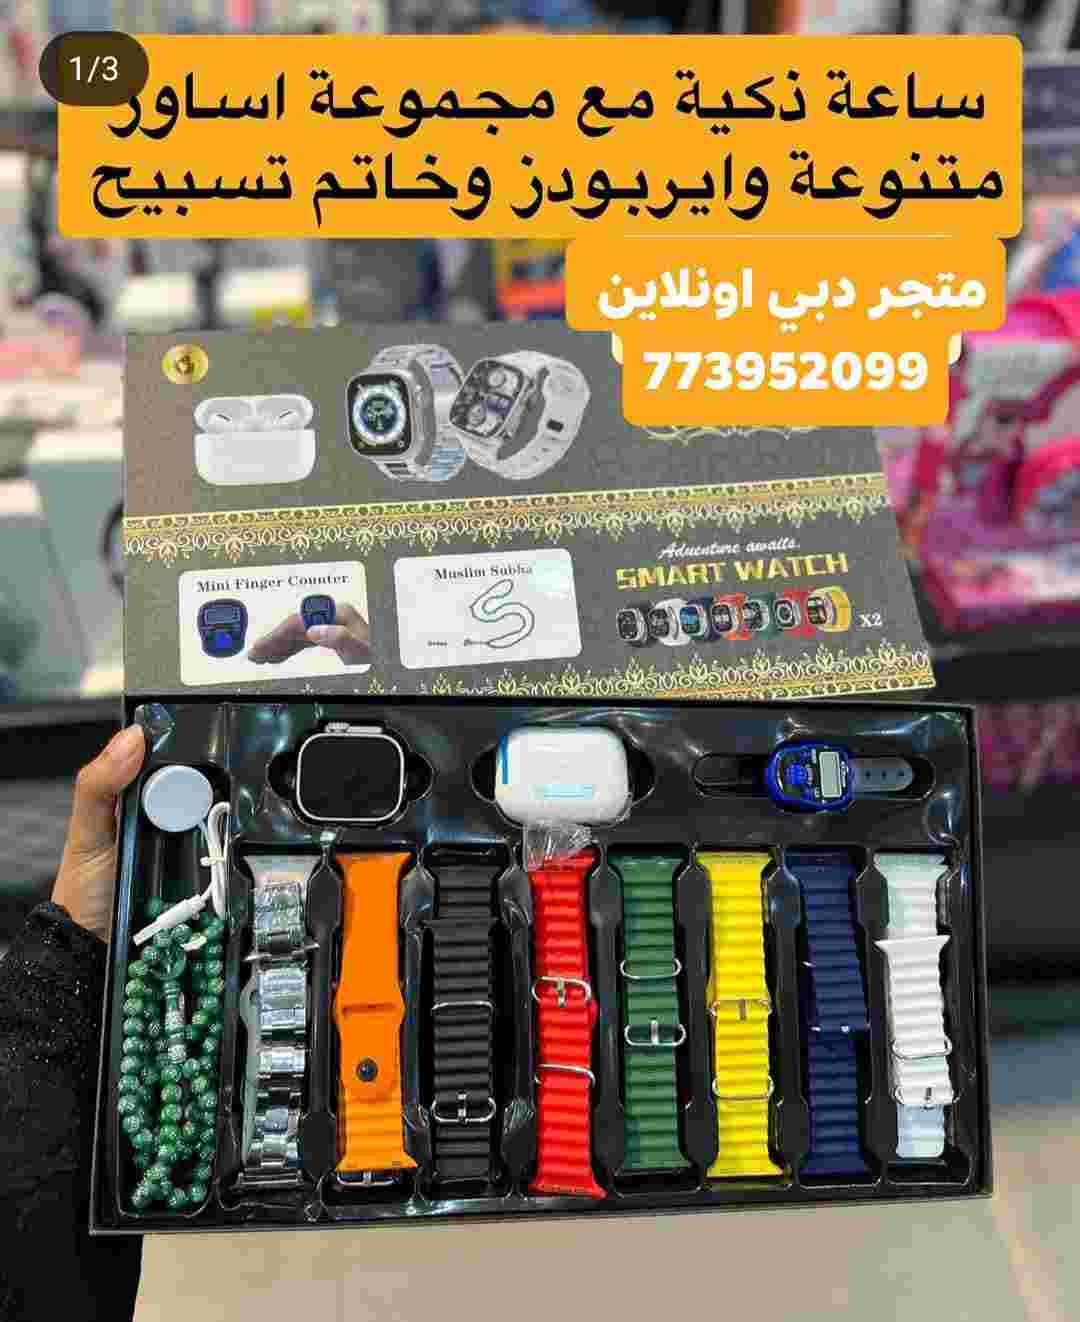 1/3
ساعة ذكية مع مجموعة اساور
متنوعة وايربودز وخاتم تسبيح
متجر دبي اونلاين
773952099
Mini Finger Counter
Muslim Subha
Adventure awaits.
SMART WATCH
X2